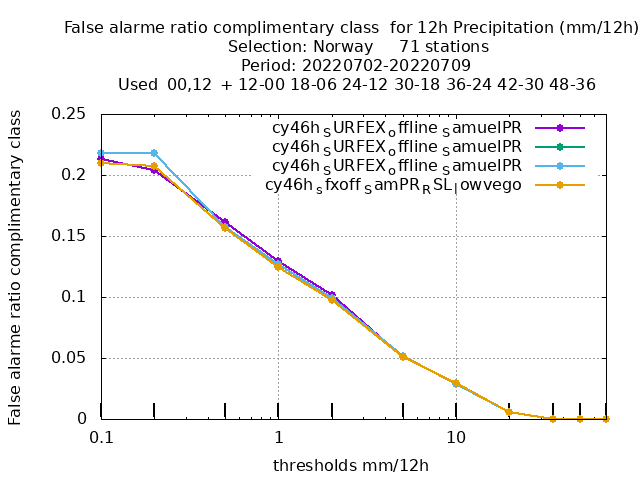 False alarme ratio complimentary class  for 12h Precipitation (mm/12h)
Selection: Norway     71 stations
Period: 20220702-20220709
Used  00,12  + 12-00 18-06 24-12 30-18 36-24 42-30 48-36
False alarme ratio complimentary class
0.25
0.2
0.15
0.1
0.05
0
cy46h_SURFEX_offline_SamuelPR
cy46h_SURFEX_offline_SamuelPR
cy46h_SURFEX_offline_SamuelPR
cy46h_sfxoff_SamPR_RSL_lowvego
0.1 1 10
thresholds mm/12h